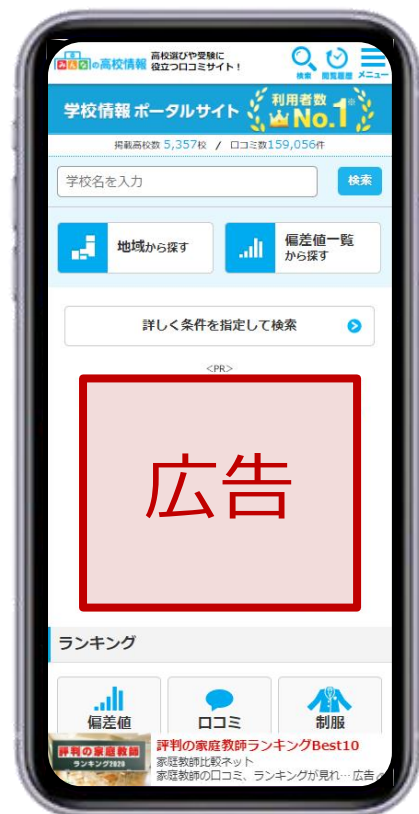 みんなの高校情報
高校選びや受験に
役立つ口コミサイト！
検索 閲覧履歴 メニュー
学校情報 ポータルサイト
利用者数
No.1※
掲載高校数 5,357校 / 口コミ数159,056件
学校名を入力
検索
地域から探す
偏差値一覧
から探す
詳しく条件を指定して検索
<PR>
広告
ランキング
偏差値
口コミ
制服
評判の家庭教師
ランキング2020
評判の家庭教師ランキングBest10
家庭教師比較ネット
家庭教師の口コミ、ランキングが見れ… 広告